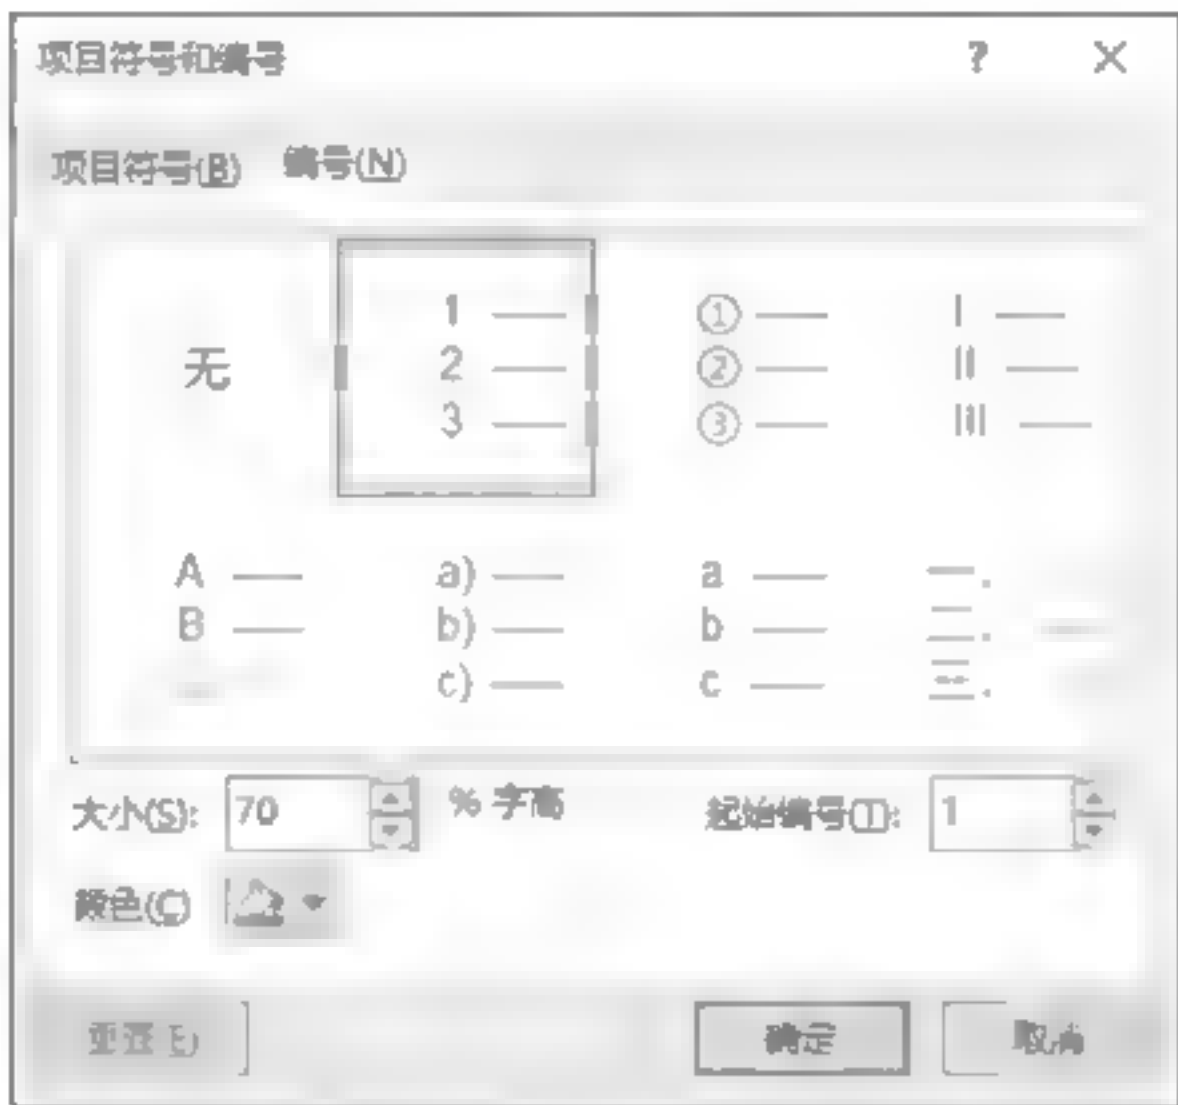 项目符号和编号 ? ×
项目符号(B) 编号(N)
无
1
2
3
①
②
③
I
II
III
A
B
a)
b)
c)
a
b
c
一.
二.
三.
大小(S): 70 % 字高 起始编号(T): 1
颜色(C)
确定 取消